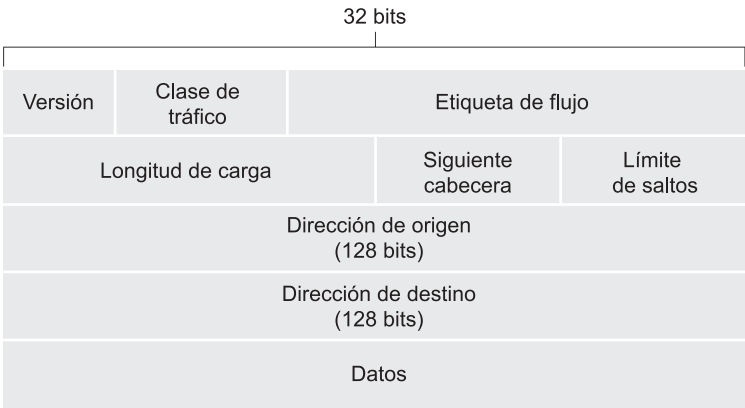 32 bits
Versión
Clase de
tráfico
Etiqueta de flujo
Longitud de carga
Siguiente
cabecera
Límite
de saltos
Dirección de origen
(128 bits)
Dirección de destino
(128 bits)
Datos